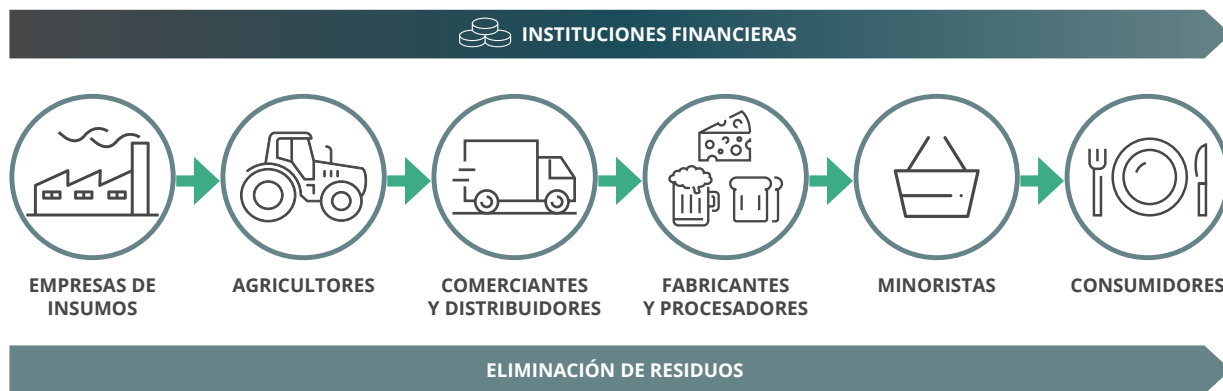 INSTITUCIONES FINANCIERAS
EMPRESAS DE
INSUMOS
AGRICULTORES
COMERCIANTES
Y DISTRIBUIDORES
FABRICANTES
Y PROCESADORES
MINORISTAS
CONSUMIDORES
ELIMINACIÓN DE RESIDUOS